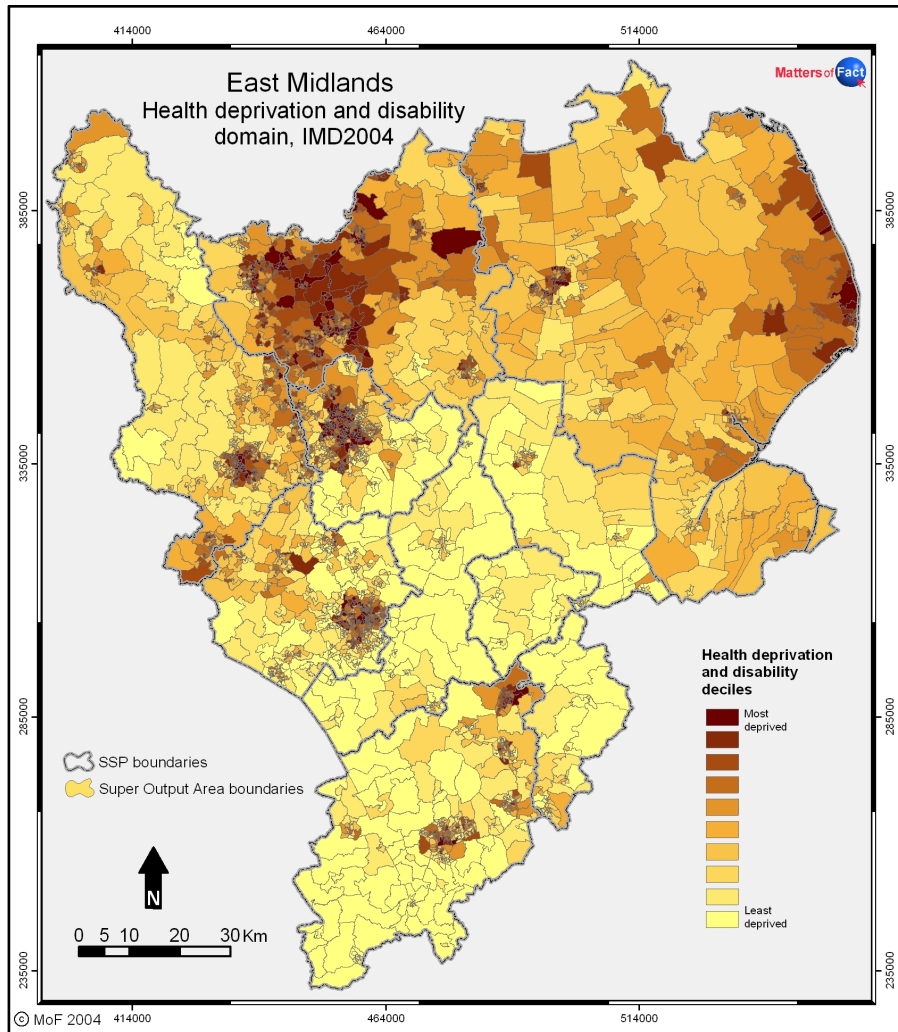 414000
464000
514000
East Midlands
Health deprivation and disability
domain, IMD2004
Matters of Fact
385000
385000
335000
335000
285000
285000
235000
235000
Health deprivation
and disability
deciles
Most
deprived
Least
deprived
SSP boundaries
Super Output Area boundaries
N
0 5 10 20 30 Km
© MoF 2004
414000
464000
514000